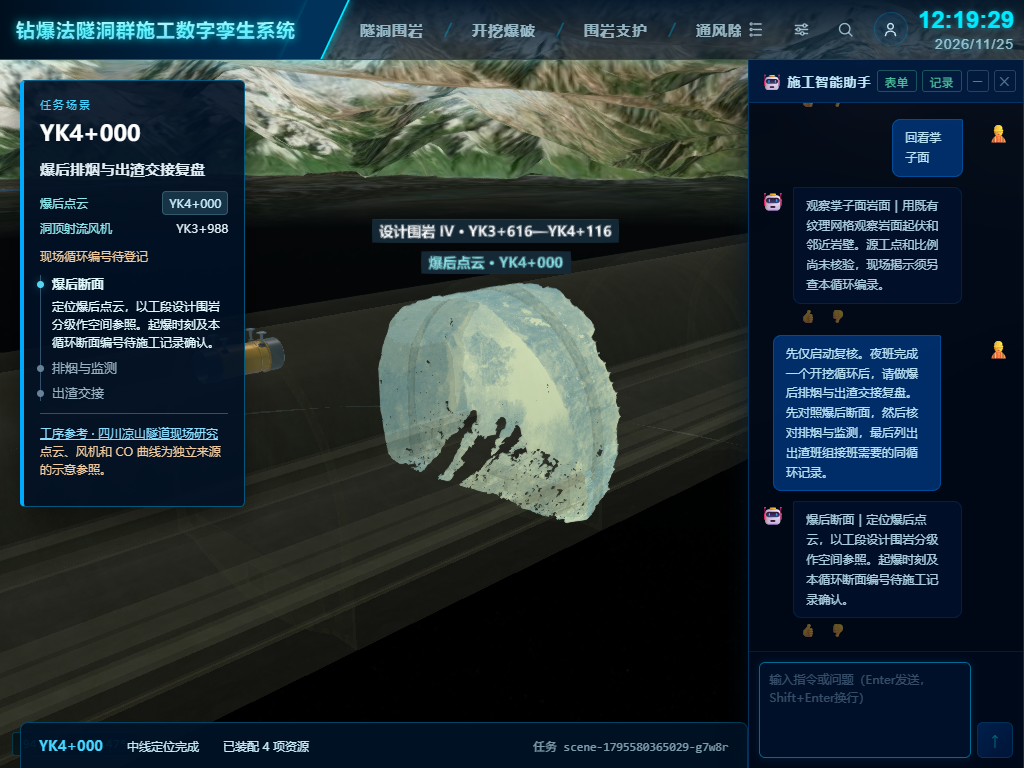 钻爆法隧洞群施工数字孪生系统
隧洞围岩 / 开挖爆破 / 围岩支护 / 通风除
12:19:29
2026/11/25
任务场景
YK4+000
爆后排烟与出渣交接复盘
爆后点云 YK4+000
洞顶射流风机 YK3+988
现场循环编号待登记
爆后断面
定位爆后点云，以工段设计围岩
分级作空间参照。起爆时刻及本
循环断面编号待施工记录确认。
排烟与监测
出渣交接
工序参考 · 四川凉山隧道现场研究
点云、风机和 CO 曲线为独立来源
的示意参照。
设计围岩 IV • YK3+616—YK4+116
爆后点云 • YK4+000
施工智能助手 表单 记录
回看掌
子面
观察掌子面岩面 | 用既有
纹理网格观察岩面起伏和
邻近岩壁。源工点和比例
尚未核验，现场揭示须另
查本循环编录。
先仅启动复核。夜班完成
一个开挖循环后，请做爆
后排烟与出渣交接复盘。
先对照爆后断面，然后核
对排烟与监测，最后列出
出渣班组接班需要的同循
环记录。
爆后断面 | 定位爆后点
云，以工段设计围岩分级
作空间参照。起爆时刻及
本循环断面编号待施工记
录确认。
输入指令或问题（Enter发送，
Shift+Enter换行）
YK4+000 中线定位完成 已装配 4 项资源 任务 scene-1795580365029-g7w8r